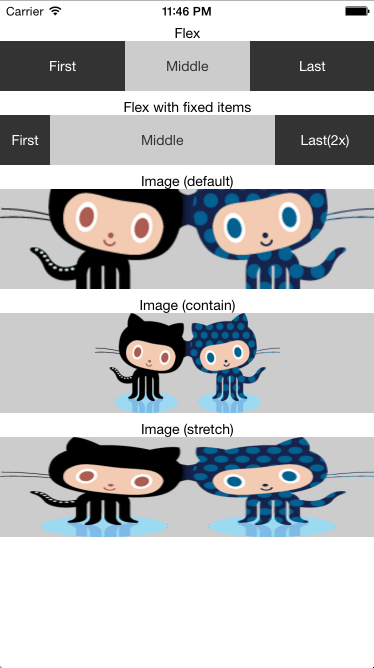 Carrier 11:46 PM
Flex
First Middle Last
Flex with fixed items
First Middle Last(2x)
Image (default)
Image (contain)
Image (stretch)